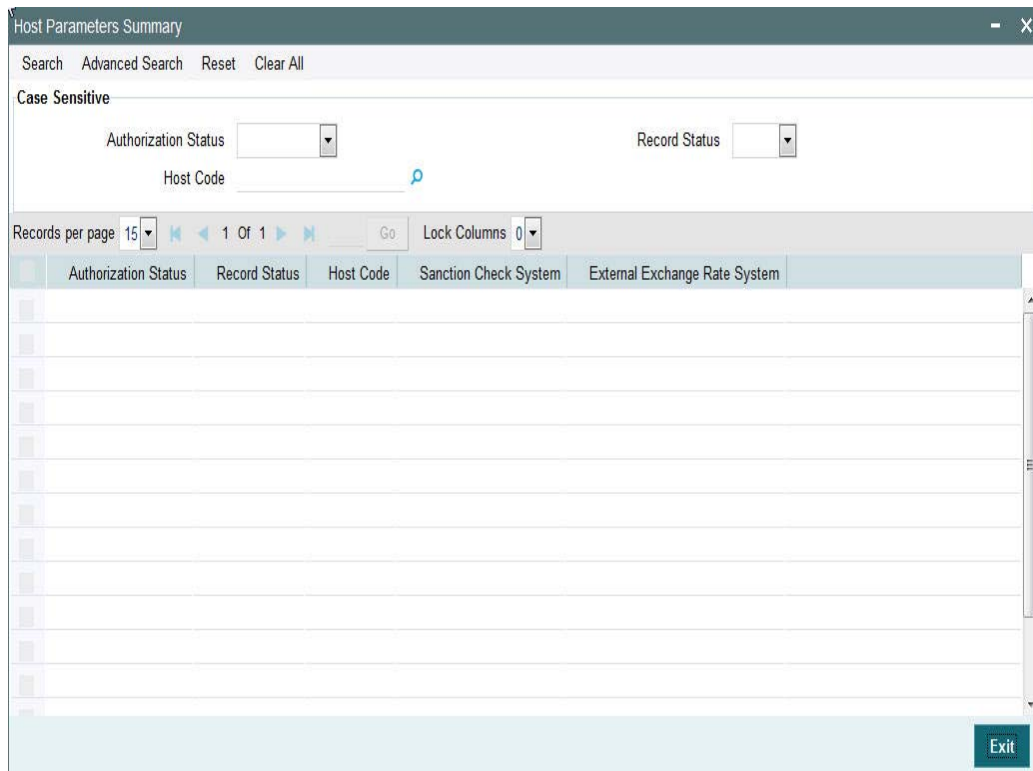 Host Parameters Summary
Search Advanced Search Reset Clear All
Case Sensitive
Authorization Status Record Status
Host Code
Records per page 15 1 Of 1 Go Lock Columns 0
Authorization Status Record Status Host Code Sanction Check System External Exchange Rate System
Exit